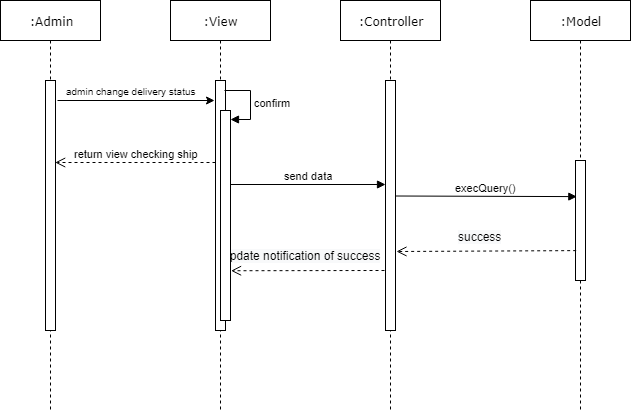 :Admin
:View
:Controller
:Model
admin change delivery status
confirm
return view checking ship
send data
execQuery()
success
pdate notification of success